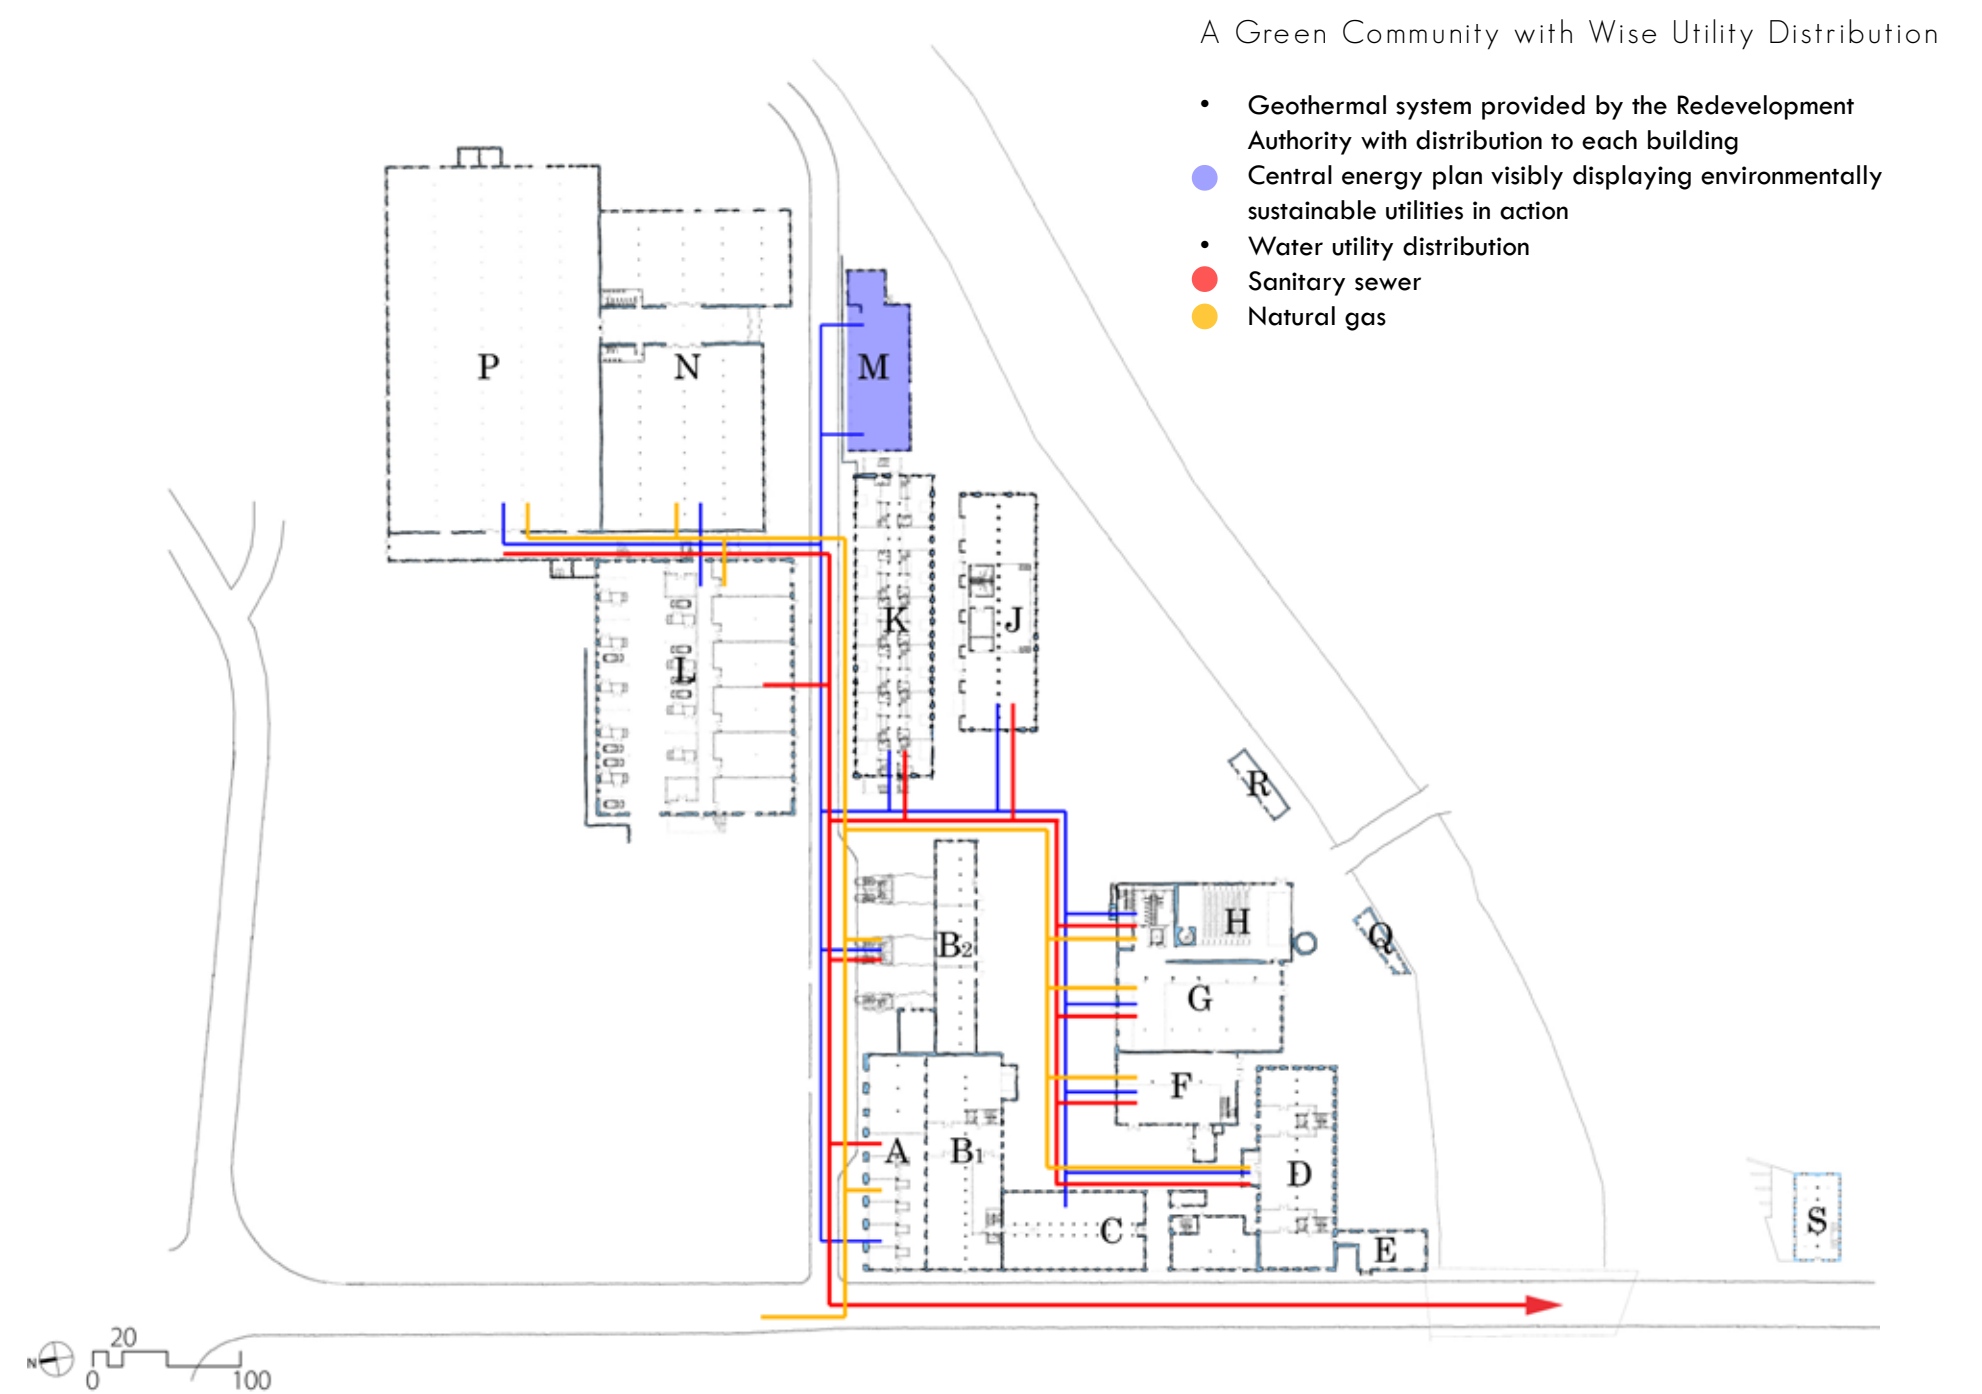 A Green Community with Wise Utility Distribution
• Geothermal system provided by the Redevelopment
Authority with distribution to each building
Central energy plan visibly displaying environmentally
sustainable utilities in action
• Water utility distribution
Sanitary sewer
Natural gas
P
N
M
K
J
L
R
H
Q
B2
G
F
A
B1
D
S
C
E
N
20
0
100